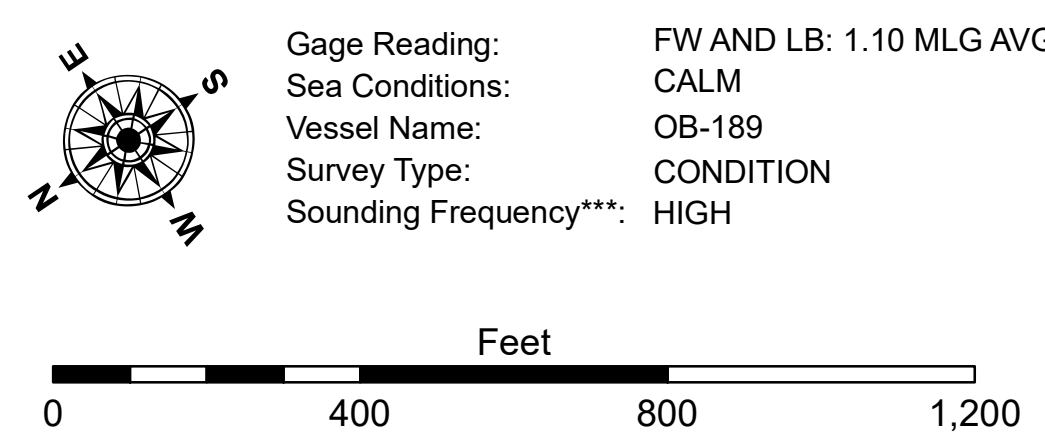 E
S
N
W
Gage Reading: FW AND LB: 1.10 MLG AVG
Sea Conditions: CALM
Vessel Name: OB-189
Survey Type: CONDITION
Sounding Frequency***: HIGH
Feet
0 400 800 1,200